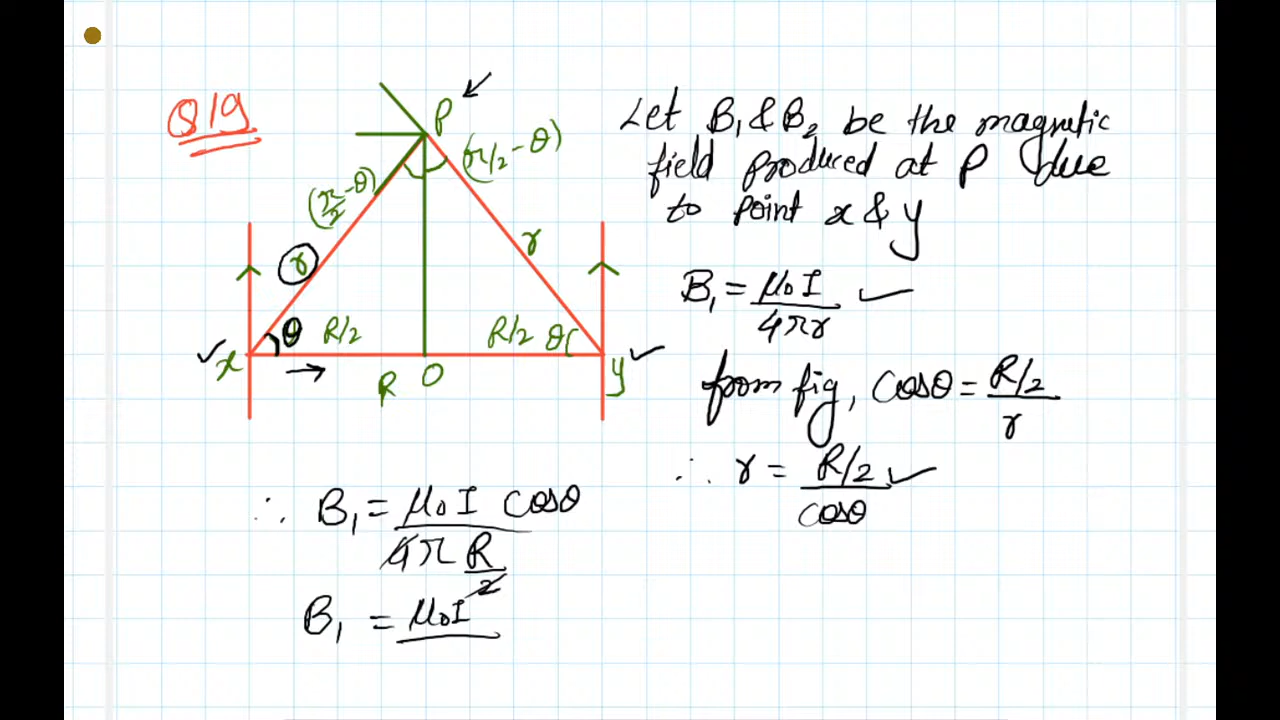 Q19
P
(π/2 - θ)
(π/2 - θ)
r
r
θ
R/2
R/2
θ
x
R
O
y
Let B₁ & B₂ be the magnetic
field produced at P due
to point x & y
B₁ = μ₀I / 4πr
from fig, cosθ = R/2 / r
∴ r = R/2 / cosθ
∴ B₁ = μ₀I cosθ / 4π R/2
B₁ = μ₀I